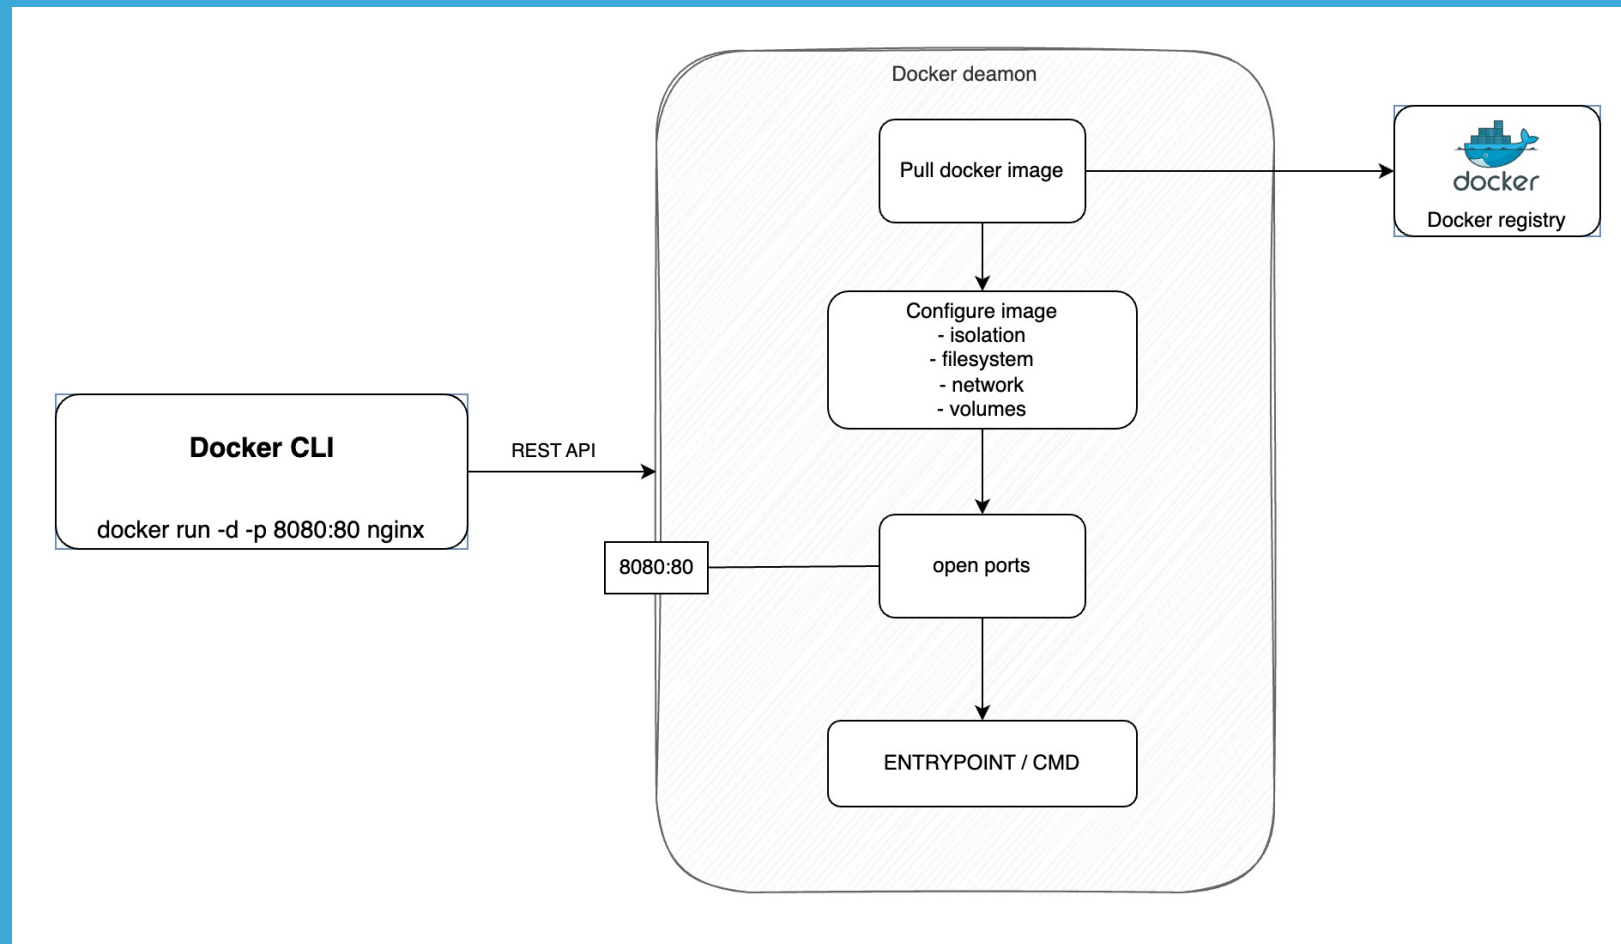 Docker deamon
Pull docker image
docker
Docker registry
Configure image
- isolation
- filesystem
- network
- volumes
Docker CLI
docker run -d -p 8080:80 nginx
REST API
8080:80
open ports
ENTRYPOINT / CMD